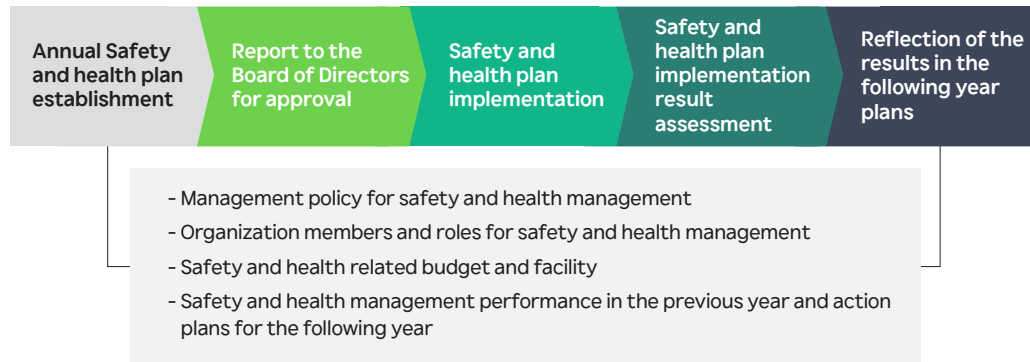 Annual Safety
and health plan
establishment
Report to the
Board of Directors
for approval
Safety and
health plan
implementation
Safety and
health plan
implementation
result
assessment
Reflection of the
results in the
following year
plans
- Management policy for safety and health management
- Organization members and roles for safety and health management
- Safety and health related budget and facility
- Safety and health management performance in the previous year and action
plans for the following year